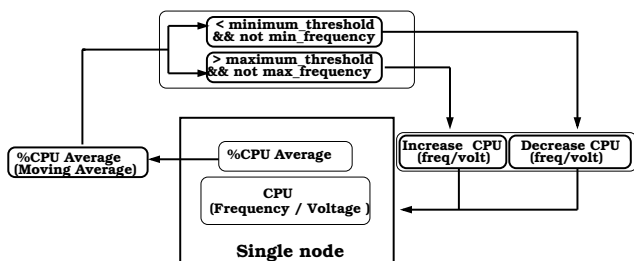 < minimum_threshold
&& not min_frequency
> maximum_threshold
&& not max_frequency
%CPU Average
(Moving Average)
%CPU Average
CPU
(Frequency / Voltage )
Single node
Increase CPU
(freq/volt)
Decrease CPU
(freq/volt)